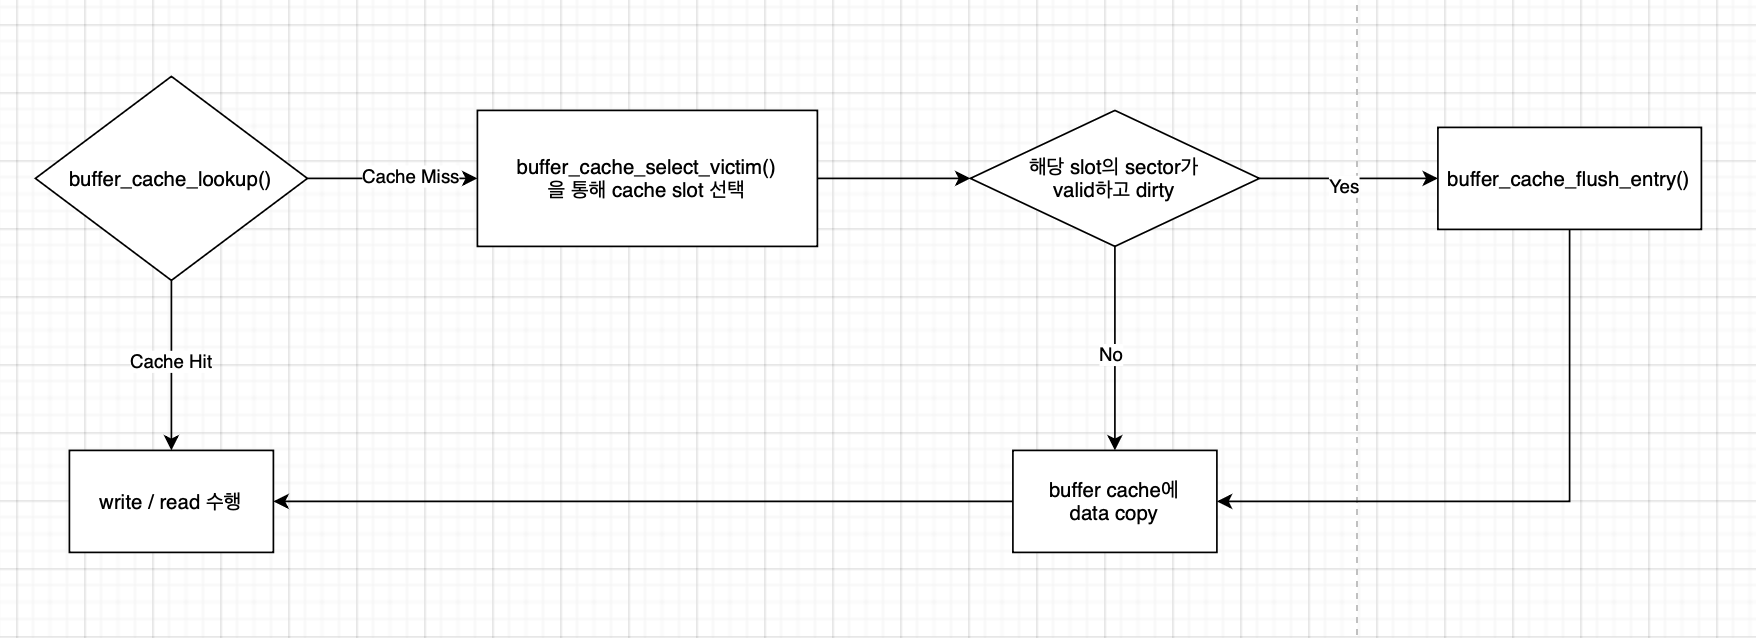 buffer_cache_lookup()
Cache Miss
buffer_cache_select_victim()
을 통해 cache slot 선택
해당 slot의 sector가
valid하고 dirty
Yes
buffer_cache_flush_entry()
Cache Hit
No
write / read 수행
buffer cache에
data copy